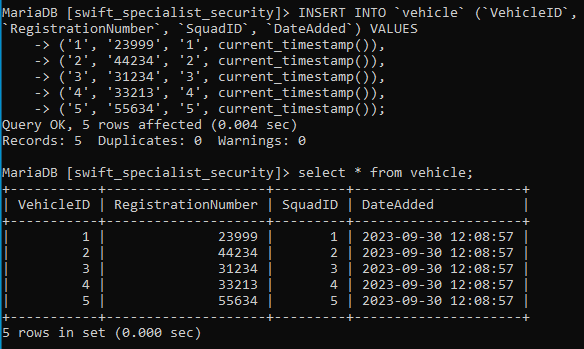 MariaDB [swift_specialist_security]> INSERT INTO `vehicle` (`VehicleID`,
`RegistrationNumber`, `SquadID`, `DateAdded`) VALUES
    -> ('1', '23999', '1', current_timestamp()),
    -> ('2', '44234', '2', current_timestamp()),
    -> ('3', '31234', '3', current_timestamp()),
    -> ('4', '33213', '4', current_timestamp()),
    -> ('5', '55634', '5', current_timestamp());
Query OK, 5 rows affected (0.004 sec)
Records: 5  Duplicates: 0  Warnings: 0

MariaDB [swift_specialist_security]> select * from vehicle;
+-----------+--------------------+---------+---------------------+
| VehicleID | RegistrationNumber | SquadID | DateAdded           |
+-----------+--------------------+---------+---------------------+
|         1 |              23999 |       1 | 2023-09-30 12:08:57 |
|         2 |              44234 |       2 | 2023-09-30 12:08:57 |
|         3 |              31234 |       3 | 2023-09-30 12:08:57 |
|         4 |              33213 |       4 | 2023-09-30 12:08:57 |
|         5 |              55634 |       5 | 2023-09-30 12:08:57 |
+-----------+--------------------+---------+---------------------+
5 rows in set (0.000 sec)